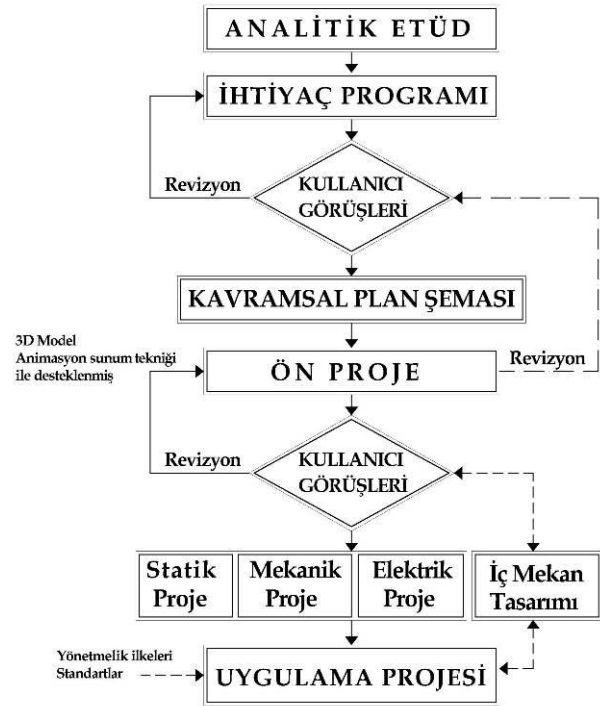 ANALİTİK ETÜD
İHTİYAÇ PROGRAMI
Revizyon
KULLANICI
GÖRÜŞLERİ
KAVRAMSAL PLAN ŞEMASI
3D Model
Animasyon sunum tekniği
ile desteklenmiş
ÖN PROJE
Revizyon
Revizyon
KULLANICI
GÖRÜŞLERİ
Statik
Proje
Mekanik
Proje
Elektrik
Proje
İç Mekan
Tasarımı
Yönetmelik ilkeleri
Standartlar
UYGULAMA PROJESİ